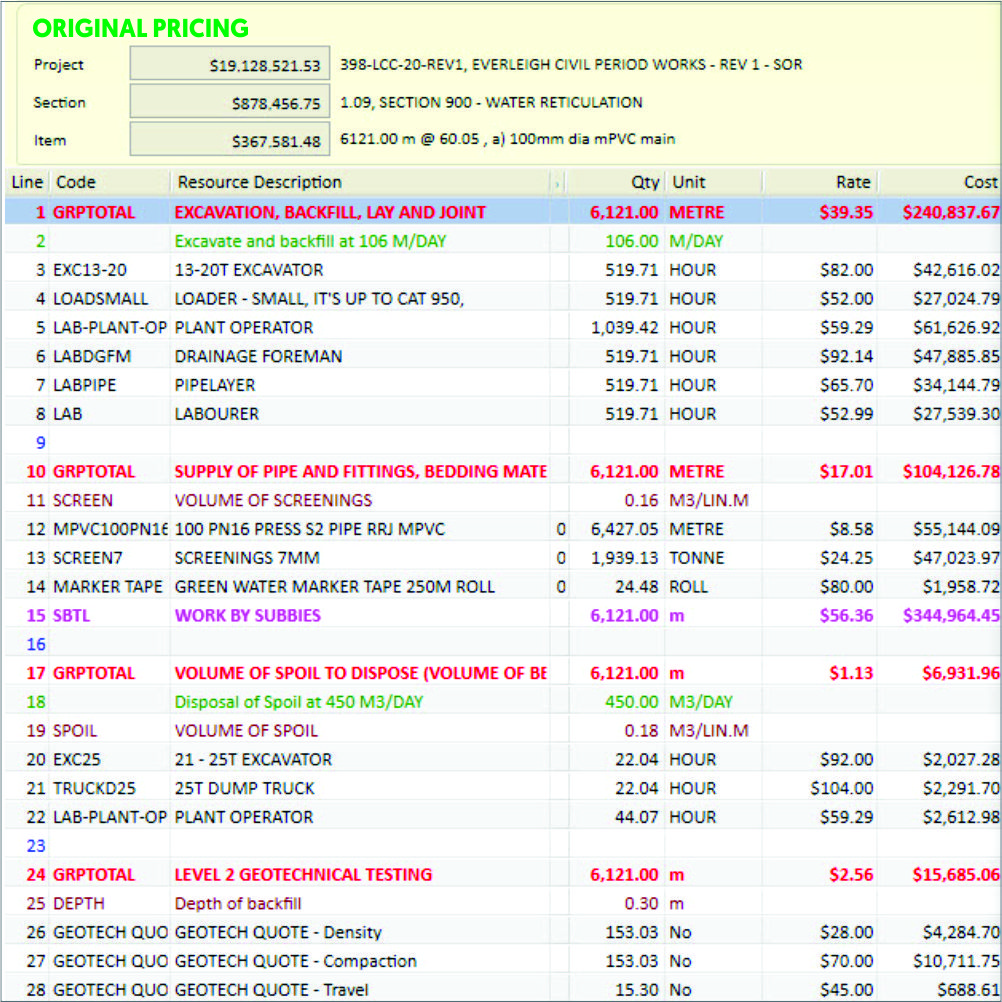 ORIGINAL PRICING
Project $19,128,521.53 398-LCC-20-REV1, EVERLEIGH CIVIL PERIOD WORKS - REV 1 - SOR
Section $878,456.75 1.09, SECTION 900 - WATER RETICULATION
Item $367,581.48 6121.00 m @ 60.05 , a) 100mm dia mPVC main
Line Code Resource Description Qty Unit Rate Cost
1 GRPTOTAL EXCAVATION, BACKFILL, LAY AND JOINT 6,121.00 METRE $39.35 $240,837.67
2 Excavate and backfill at 106 M/DAY 106.00 M/DAY
3 EXC13-20 13-20T EXCAVATOR 519.71 HOUR $82.00 $42,616.02
4 LOADSMALL LOADER - SMALL, IT'S UP TO CAT 950, 519.71 HOUR $52.00 $27,024.79
5 LAB-PLANT-OP PLANT OPERATOR 1,039.42 HOUR $59.29 $61,626.92
6 LABDGFM DRAINAGE FOREMAN 519.71 HOUR $92.14 $47,885.85
7 LABPIPE PIPELAYER 519.71 HOUR $65.70 $34,144.79
8 LAB LABOURER 519.71 HOUR $52.99 $27,539.30
9
10 GRPTOTAL SUPPLY OF PIPE AND FITTINGS, BEDDING MATE 6,121.00 METRE $17.01 $104,126.78
11 SCREEN VOLUME OF SCREENINGS 0.16 M3/LIN.M
12 MPVC100PN16 100 PN16 PRESS S2 PIPE RRJ MPVC 0 6,427.05 METRE $8.58 $55,144.09
13 SCREEN7 SCREENINGS 7MM 0 1,939.13 TONNE $24.25 $47,023.97
14 MARKER TAPE GREEN WATER MARKER TAPE 250M ROLL 0 24.48 ROLL $80.00 $1,958.72
15 SBTL WORK BY SUBBIES 6,121.00 m $56.36 $344,964.45
16
17 GRPTOTAL VOLUME OF SPOIL TO DISPOSE (VOLUME OF BE 6,121.00 m $1.13 $6,931.96
18 Disposal of Spoil at 450 M3/DAY 450.00 M3/DAY
19 SPOIL VOLUME OF SPOIL 0.18 M3/LIN.M
20 EXC25 21 - 25T EXCAVATOR 22.04 HOUR $92.00 $2,027.28
21 TRUCKD25 25T DUMP TRUCK 22.04 HOUR $104.00 $2,291.70
22 LAB-PLANT-OP PLANT OPERATOR 44.07 HOUR $59.29 $2,612.98
23
24 GRPTOTAL LEVEL 2 GEOTECHNICAL TESTING 6,121.00 m $2.56 $15,685.06
25 DEPTH Depth of backfill 0.30 m
26 GEOTECH QUO GEOTECH QUOTE - Density 153.03 No $28.00 $4,284.70
27 GEOTECH QUO GEOTECH QUOTE - Compaction 153.03 No $70.00 $10,711.75
28 GEOTECH QUO GEOTECH QUOTE - Travel 15.30 No $45.00 $688.61